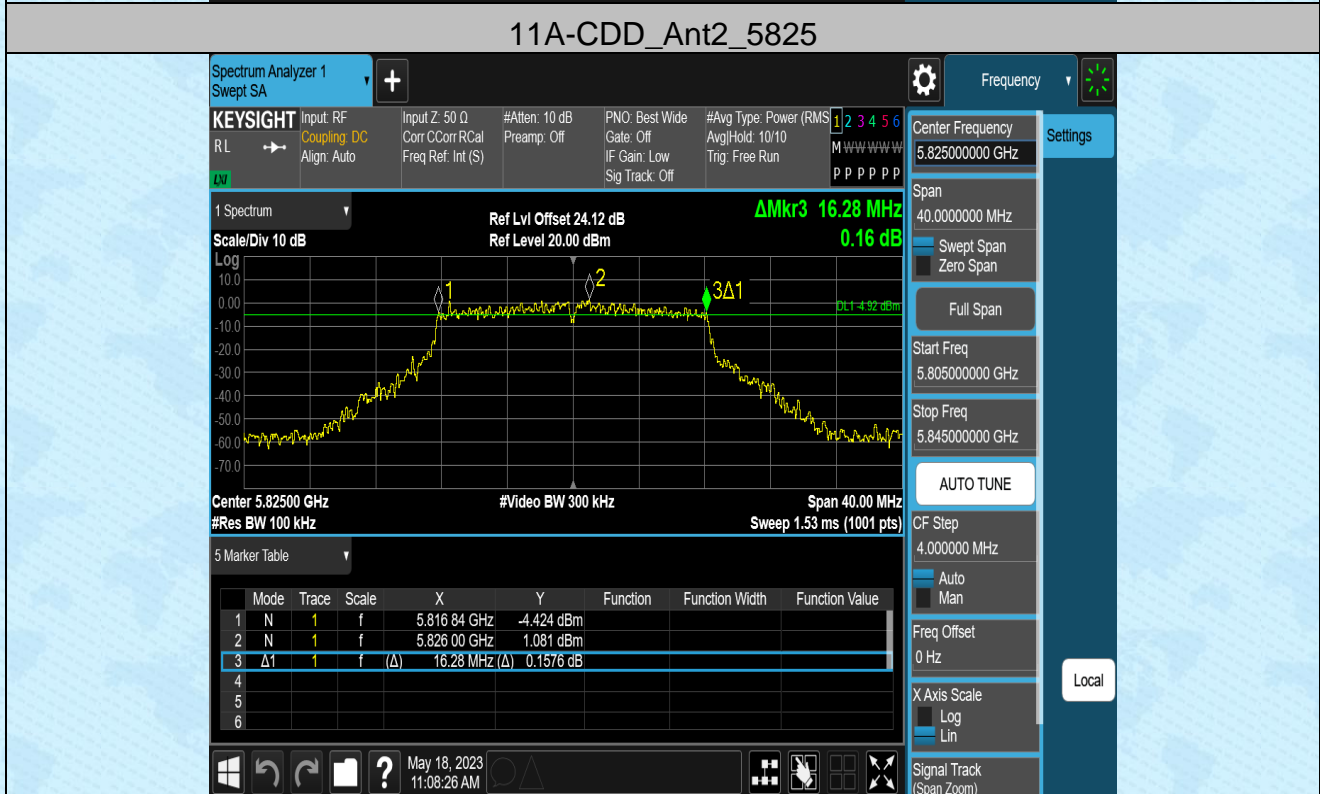 11A-CDD_Ant2_5825
Spectrum Analyzer 1
Swept SA
Frequency
KEYSIGHT
RL
LXI
Input: RF
Coupling: DC
Align: Auto
Input Z: 50 Ω
Corr CCorr RCal
Freq Ref: Int (S)
#Atten: 10 dB
Preamp: Off
PNO: Best Wide
Gate: Off
IF Gain: Low
Sig Track: Off
#Avg Type: Power (RMS
Avg|Hold: 10/10
Trig: Free Run
1 2 3 4 5 6
M W W W W W
P P P P P P
1 Spectrum
Scale/Div 10 dB
Ref Lvl Offset 24.12 dB
Ref Level 20.00 dBm
ΔMkr3 16.28 MHz
0.16 dB
Log
10.0
0.00
-10.0
-20.0
-30.0
-40.0
-50.0
-60.0
-70.0
1
2
3Δ1
DL1 -4.92 dBm
Center 5.82500 GHz
#Video BW 300 kHz
Span 40.00 MHz
#Res BW 100 kHz
Sweep 1.53 ms (1001 pts)
5 Marker Table
Mode Trace Scale X Y Function Function Width Function Value
1 N 1 f 5.816 84 GHz -4.424 dBm
2 N 1 f 5.826 00 GHz 1.081 dBm
3 Δ1 1 f (Δ) 16.28 MHz (Δ) 0.1576 dB
4
5
6
?
May 18, 2023
11:08:26 AM
Center Frequency
5.825000000 GHz
Settings
Span
40.0000000 MHz
Swept Span
Zero Span
Full Span
Start Freq
5.805000000 GHz
Stop Freq
5.845000000 GHz
AUTO TUNE
CF Step
4.000000 MHz
Auto
Man
Freq Offset
0 Hz
Local
X Axis Scale
Log
Lin
Signal Track
(Span Zoom)